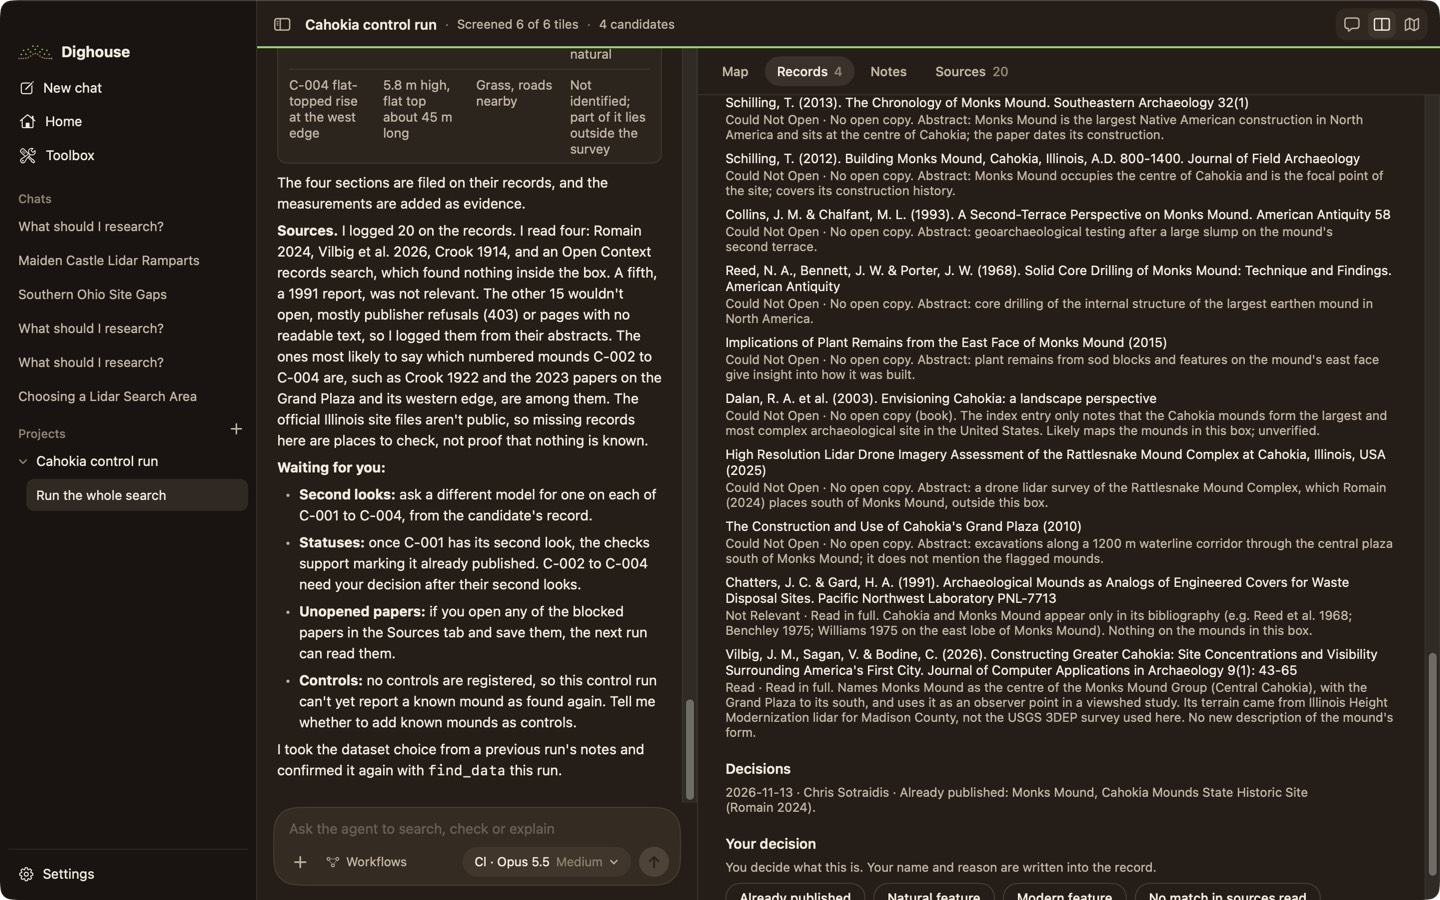 Dighouse
New chat
Home
Toolbox
Chats
What should I research?
Maiden Castle Lidar Ramparts
Southern Ohio Site Gaps
What should I research?
What should I research?
Choosing a Lidar Search Area
Projects
Cahokia control run
Run the whole search
Settings
Cahokia control run · Screened 6 of 6 tiles · 4 candidates
natural
C-004 flat-
topped rise
at the west
edge
5.8 m high,
flat top
about 45 m
long
Grass, roads
nearby
Not
identified;
part of it lies
outside the
survey
The four sections are filed on their records, and the
measurements are added as evidence.
Sources. I logged 20 on the records. I read four: Romain
2024, Vilbig et al. 2026, Crook 1914, and an Open Context
records search, which found nothing inside the box. A fifth,
a 1991 report, was not relevant. The other 15 wouldn't
open, mostly publisher refusals (403) or pages with no
readable text, so I logged them from their abstracts. The
ones most likely to say which numbered mounds C-002 to
C-004 are, such as Crook 1922 and the 2023 papers on the
Grand Plaza and its western edge, are among them. The
official Illinois site files aren't public, so missing records
here are places to check, not proof that nothing is known.
Waiting for you:
• Second looks: ask a different model for one on each of
C-001 to C-004, from the candidate's record.
• Statuses: once C-001 has its second look, the checks
support marking it already published. C-002 to C-004
need your decision after their second looks.
• Unopened papers: if you open any of the blocked
papers in the Sources tab and save them, the next run
can read them.
• Controls: no controls are registered, so this control run
can't yet report a known mound as found again. Tell me
whether to add known mounds as controls.
I took the dataset choice from a previous run's notes and
confirmed it again with find_data this run.
Ask the agent to search, check or explain
Workflows
Cl · Opus 5.5 Medium
Map
Records 4
Notes
Sources 20
Schilling, T. (2013). The Chronology of Monks Mound. Southeastern Archaeology 32(1)
Could Not Open · No open copy. Abstract: Monks Mound is the largest Native American construction in North
America and sits at the centre of Cahokia; the paper dates its construction.
Schilling, T. (2012). Building Monks Mound, Cahokia, Illinois, A.D. 800-1400. Journal of Field Archaeology
Could Not Open · No open copy. Abstract: Monks Mound occupies the centre of Cahokia and is the focal point of
the site; covers its construction history.
Collins, J. M. & Chalfant, M. L. (1993). A Second-Terrace Perspective on Monks Mound. American Antiquity 58
Could Not Open · No open copy. Abstract: geoarchaeological testing after a large slump on the mound's
second terrace.
Reed, N. A., Bennett, J. W. & Porter, J. W. (1968). Solid Core Drilling of Monks Mound: Technique and Findings.
American Antiquity
Could Not Open · No open copy. Abstract: core drilling of the internal structure of the largest earthen mound in
North America.
Implications of Plant Remains from the East Face of Monks Mound (2015)
Could Not Open · No open copy. Abstract: plant remains from sod blocks and features on the mound's east face
give insight into how it was built.
Dalan, R. A. et al. (2003). Envisioning Cahokia: a landscape perspective
Could Not Open · No open copy (book). The index entry only notes that the Cahokia mounds form the largest and
most complex archaeological site in the United States. Likely maps the mounds in this box; unverified.
High Resolution Lidar Drone Imagery Assessment of the Rattlesnake Mound Complex at Cahokia, Illinois, USA
(2025)
Could Not Open · No open copy. Abstract: a drone lidar survey of the Rattlesnake Mound Complex, which Romain
(2024) places south of Monks Mound, outside this box.
The Construction and Use of Cahokia's Grand Plaza (2010)
Could Not Open · No open copy. Abstract: excavations along a 1200 m waterline corridor through the central plaza
south of Monks Mound; it does not mention the flagged mounds.
Chatters, J. C. & Gard, H. A. (1991). Archaeological Mounds as Analogs of Engineered Covers for Waste
Disposal Sites. Pacific Northwest Laboratory PNL-7713
Not Relevant · Read in full. Cahokia and Monks Mound appear only in its bibliography (e.g. Reed et al. 1968;
Benchley 1975; Williams 1975 on the east lobe of Monks Mound). Nothing on the mounds in this box.
Vilbig, J. M., Sagan, V. & Bodine, C. (2026). Constructing Greater Cahokia: Site Concentrations and Visibility
Surrounding America's First City. Journal of Computer Applications in Archaeology 9(1): 43-65
Read · Read in full. Names Monks Mound as the centre of the Monks Mound Group (Central Cahokia), with the
Grand Plaza to its south, and uses it as an observer point in a viewshed study. Its terrain came from Illinois Height
Modernization lidar for Madison County, not the USGS 3DEP survey used here. No new description of the mound's
form.
Decisions
2026-11-13 · Chris Sotraidis · Already published: Monks Mound, Cahokia Mounds State Historic Site
(Romain 2024).
Your decision
You decide what this is. Your name and reason are written into the record.
Already published
Natural feature
Modern feature
No match in sources read